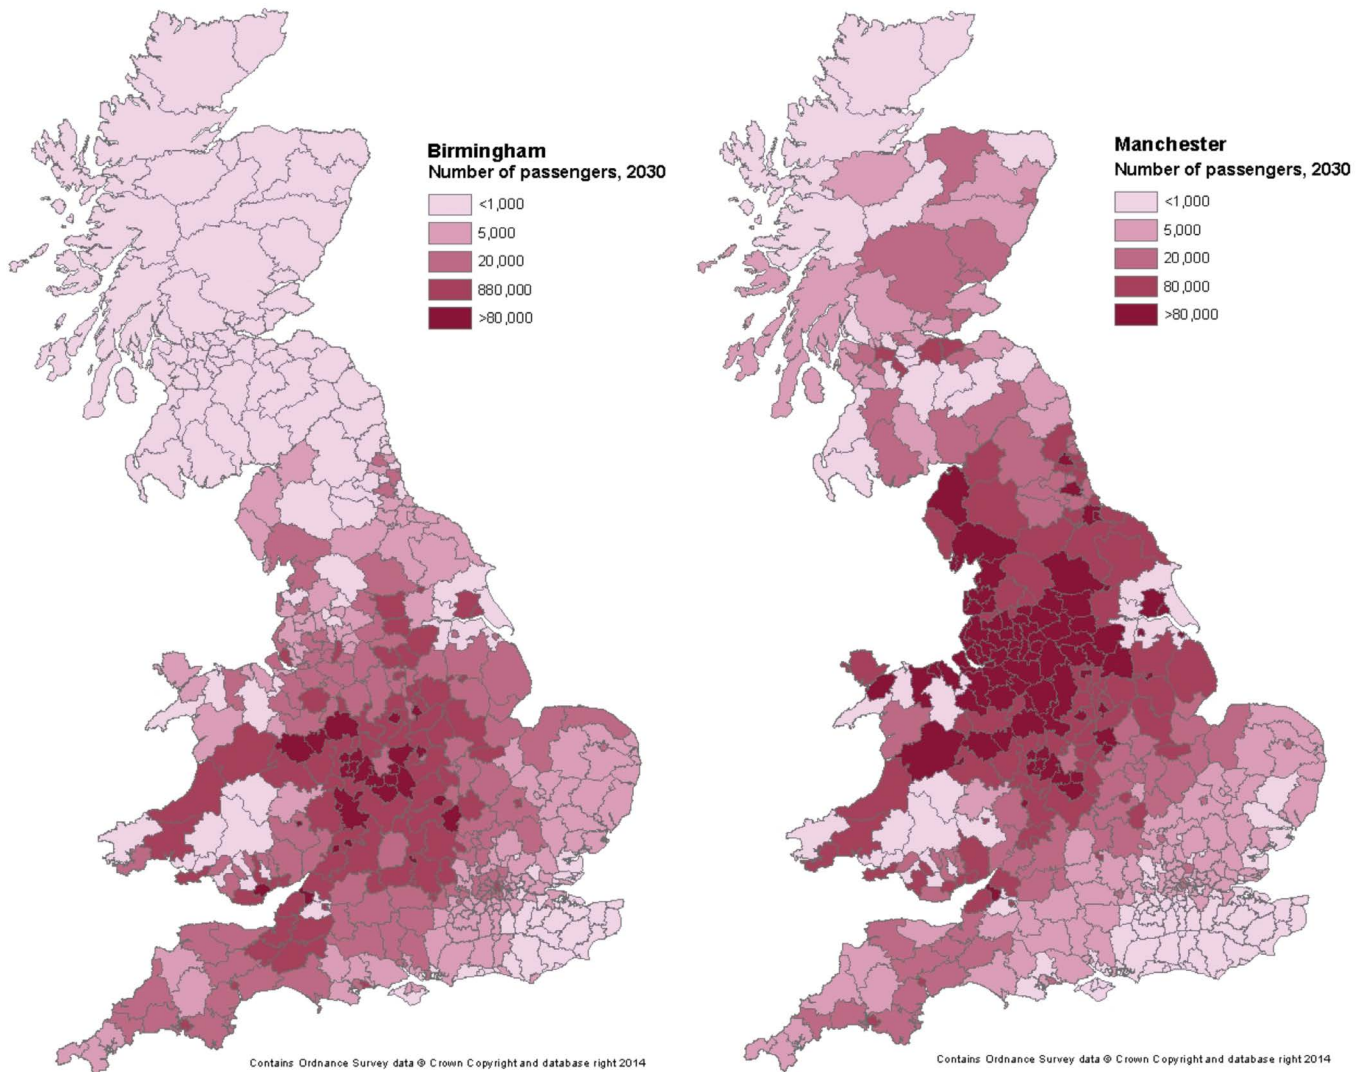 Birmingham
Number of passengers, 2030
<1,000
5,000
20,000
880,000
>80,000
Contains Ordnance Survey data © Crown Copyright and database right 2014
Manchester
Number of passengers, 2030
<1,000
5,000
20,000
80,000
>80,000
Contains Ordnance Survey data © Crown Copyright and database right 2014